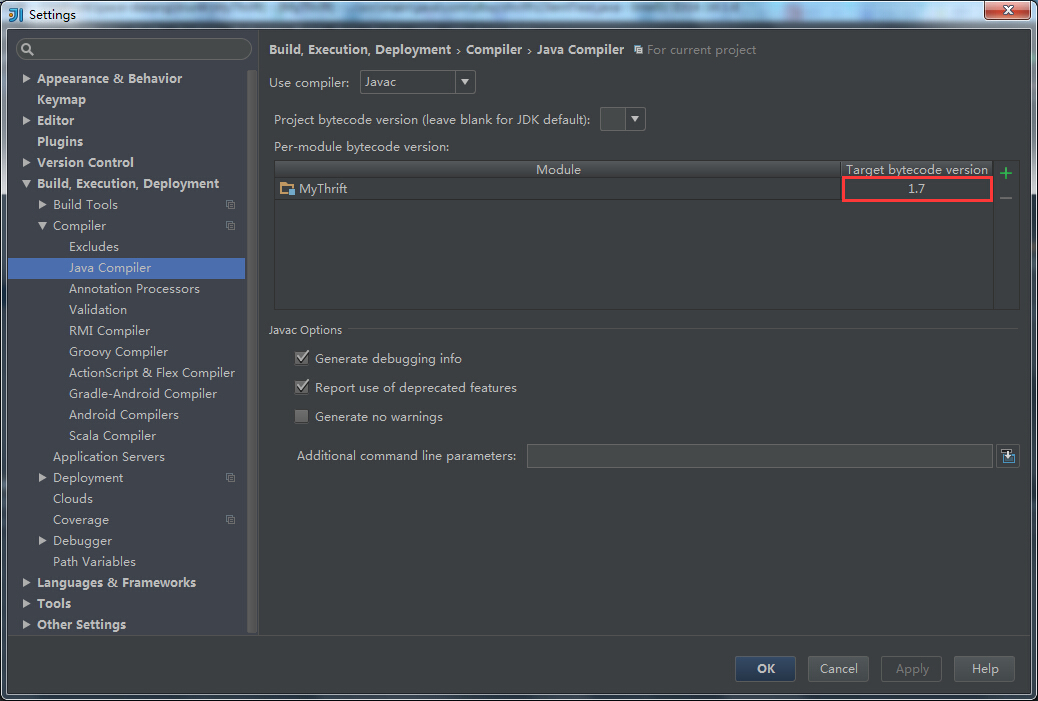 Settings
Appearance & Behavior
Keymap
Editor
Plugins
Version Control
Build, Execution, Deployment
Build Tools
Compiler
Excludes
Java Compiler
Annotation Processors
Validation
RMI Compiler
Groovy Compiler
ActionScript & Flex Compiler
Gradle-Android Compiler
Android Compilers
Scala Compiler
Application Servers
Deployment
Clouds
Coverage
Debugger
Path Variables
Languages & Frameworks
Tools
Other Settings
Build, Execution, Deployment › Compiler › Java Compiler For current project
Use compiler: Javac
Project bytecode version (leave blank for JDK default):
Per-module bytecode version:
Module Target bytecode version
MyThrift 1.7
Javac Options
Generate debugging info
Report use of deprecated features
Generate no warnings
Additional command line parameters:
OK Cancel Apply Help